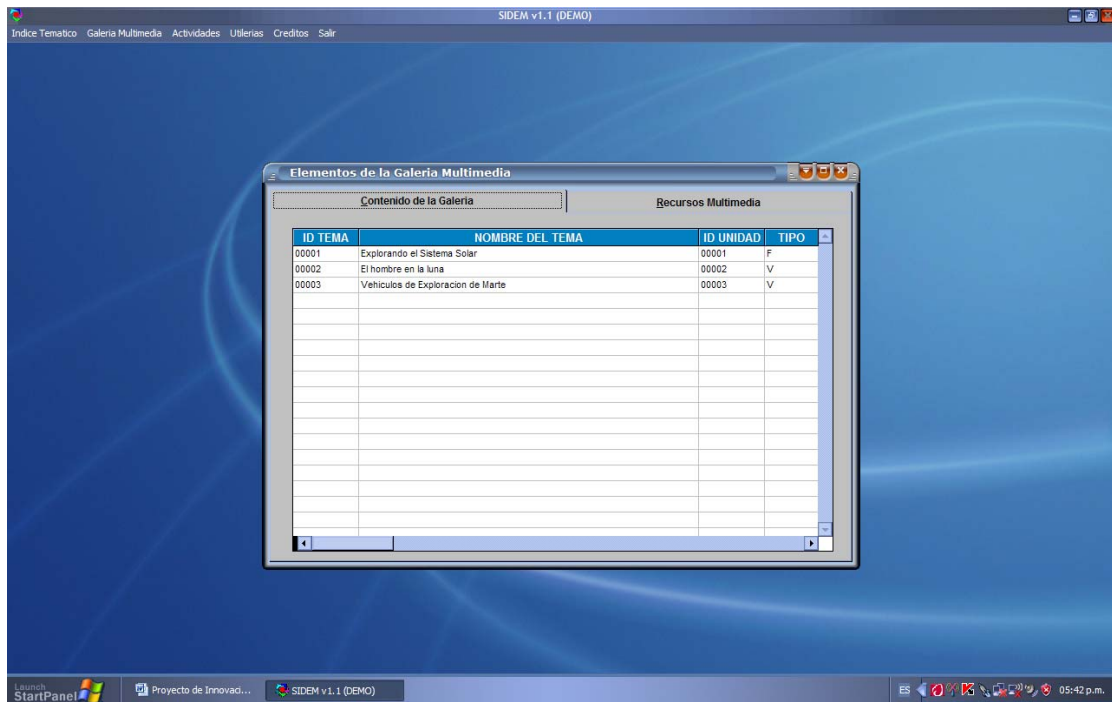 SIDEM v1.1 (DEMO)
Indice Tematico Galeria Multimedia Actividades Utilerias Creditos Salir
Elementos de la Galeria Multimedia
Contenido de la Galeria Recursos Multimedia
ID TEMA NOMBRE DEL TEMA ID UNIDAD TIPO
00001 Explorando el Sistema Solar 00001 F
00002 El hombre en la luna 00002 V
00003 Vehiculos de Exploracion de Marte 00003 V
Launch
StartPanel Proyecto de Innovaci... SIDEM v1.1 (DEMO) ES 05:42 p.m.